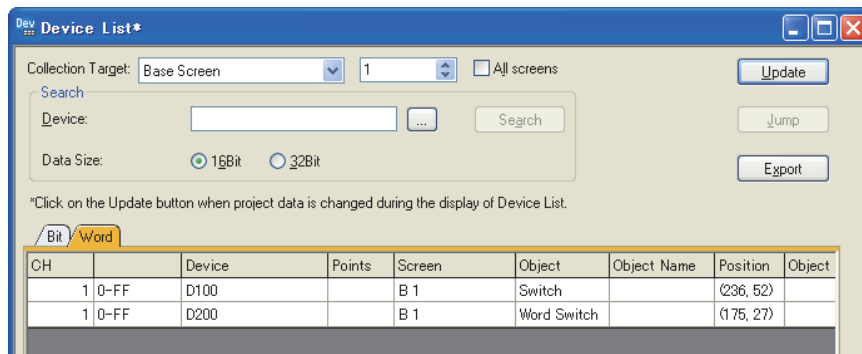 Dev Device List*
Collection Target: Base Screen 1 All screens Update
Search
Device: ... Search Jump
Data Size: 16Bit 32Bit Export
*Click on the Update button when project data is changed during the display of Device List.
Bit Word
CH Device Points Screen Object Object Name Position Object
1 0-FF D100 B 1 Switch (236, 52)
1 0-FF D200 B 1 Word Switch (175, 27)